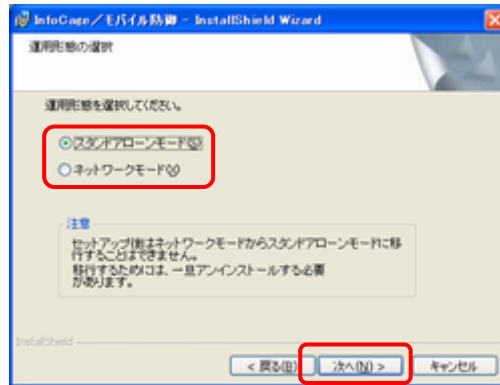 InfoCage／モバイル防御 - InstallShield Wizard
運用形態の選択
運用形態を選択してください。
スタンドアローンモード(S)
ネットワークモード(W)
注意
セットアップ後はネットワークモードからスタンドアローンモードに移
行することはできません。
移行するためには、一旦アンインストールする必要
があります。
InstallShield
< 戻る(B)
次へ(N) >
キャンセル